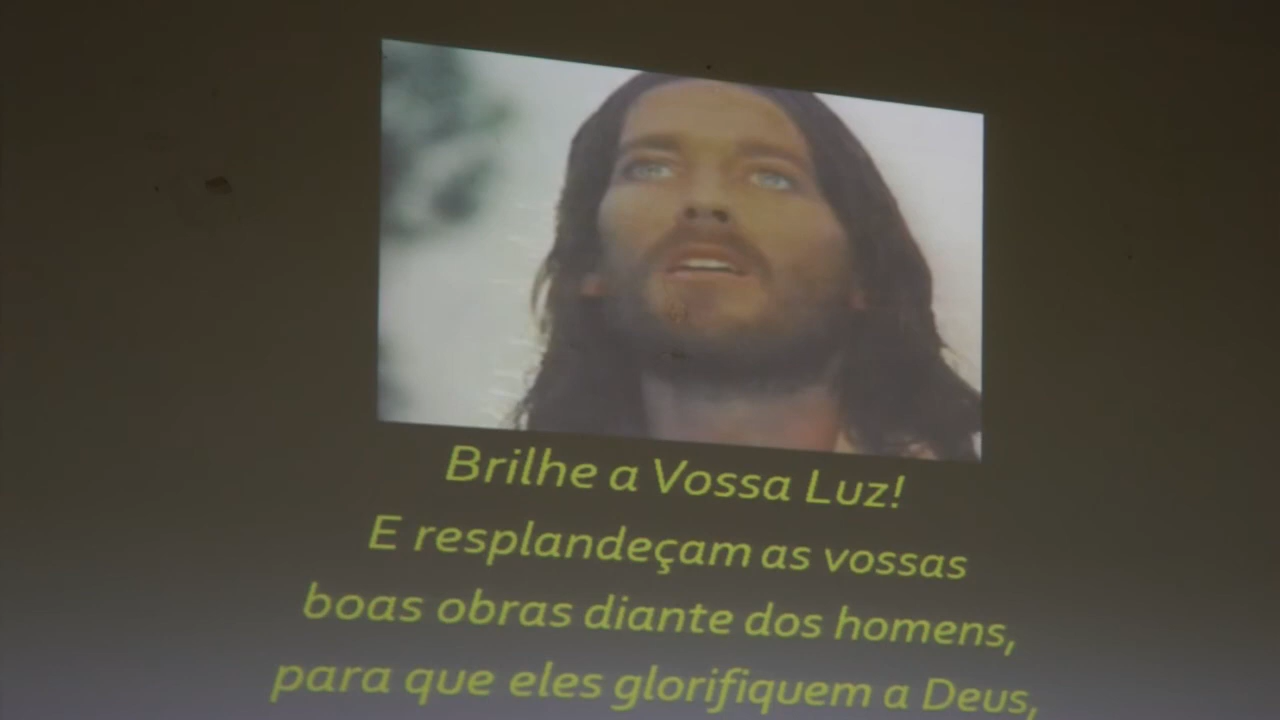 Brilhe a Vossa Luz!
E resplandeçam as vossas
boas obras diante dos homens,
para que eles glorifiquem a Deus,